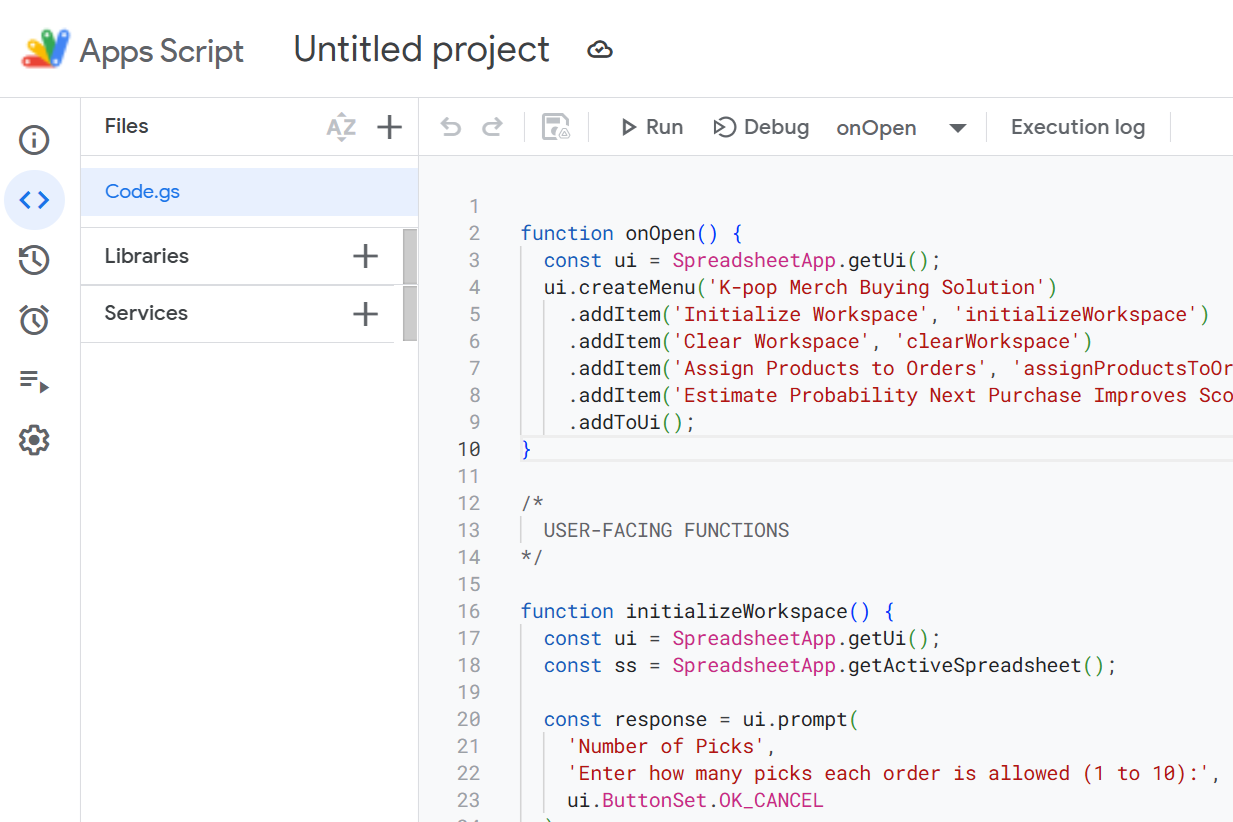 Apps Script Untitled project
Files AZ
Run Debug onOpen Execution log
Code.gs
Libraries
Services
1
2 function onOpen() {
3 const ui = SpreadsheetApp.getUi();
4 ui.createMenu('K-pop Merch Buying Solution')
5 .addItem('Initialize Workspace', 'initializeWorkspace')
6 .addItem('Clear Workspace', 'clearWorkspace')
7 .addItem('Assign Products to Orders', 'assignProductsToOr
8 .addItem('Estimate Probability Next Purchase Improves Sco
9 .addToUi();
10 }
11
12 /*
13 USER-FACING FUNCTIONS
14 */
15
16 function initializeWorkspace() {
17 const ui = SpreadsheetApp.getUi();
18 const ss = SpreadsheetApp.getActiveSpreadsheet();
19
20 const response = ui.prompt(
21 'Number of Picks',
22 'Enter how many picks each order is allowed (1 to 10):',
23 ui.ButtonSet.OK_CANCEL